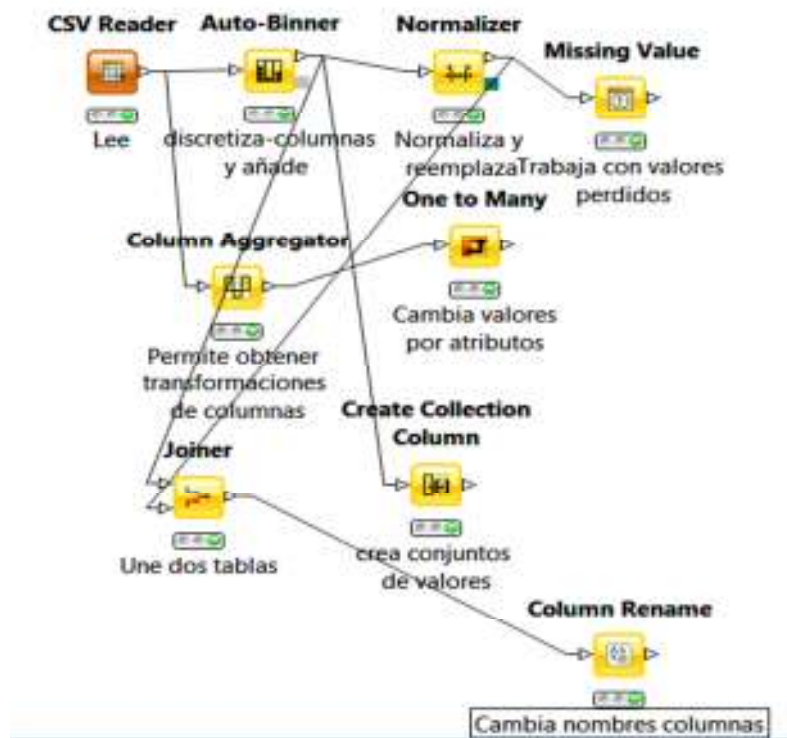 CSV Reader
Auto-Binner
Normalizer
Missing Value
Lee
discretiza-columnas
y añade
Normaliza y
reemplaza
Trabaja con valores
perdidos
One to Many
Column Aggregator
Cambia valores
por atributos
Permite obtener
transformaciones
de columnas
Create Collection
Column
Joiner
Une dos tablas
crea conjuntos
de valores
Column Rename
Cambia nombres columnas